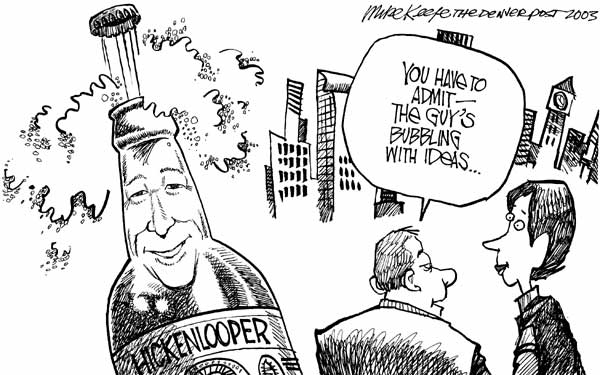 MIKE KEEFE THE DENVER POST 2003
YOU HAVE TO
ADMIT—
THE GUY'S
BUBBLING
WITH IDEAS...
HICKENLOOPER